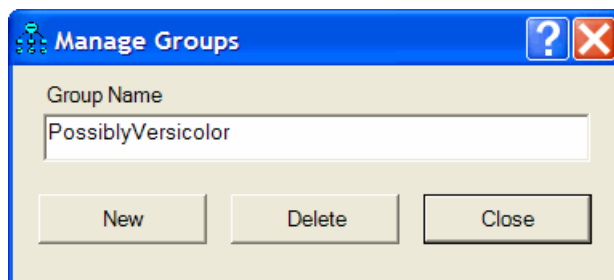 Manage Groups
?
Group Name
PossiblyVersicolor
New Delete Close